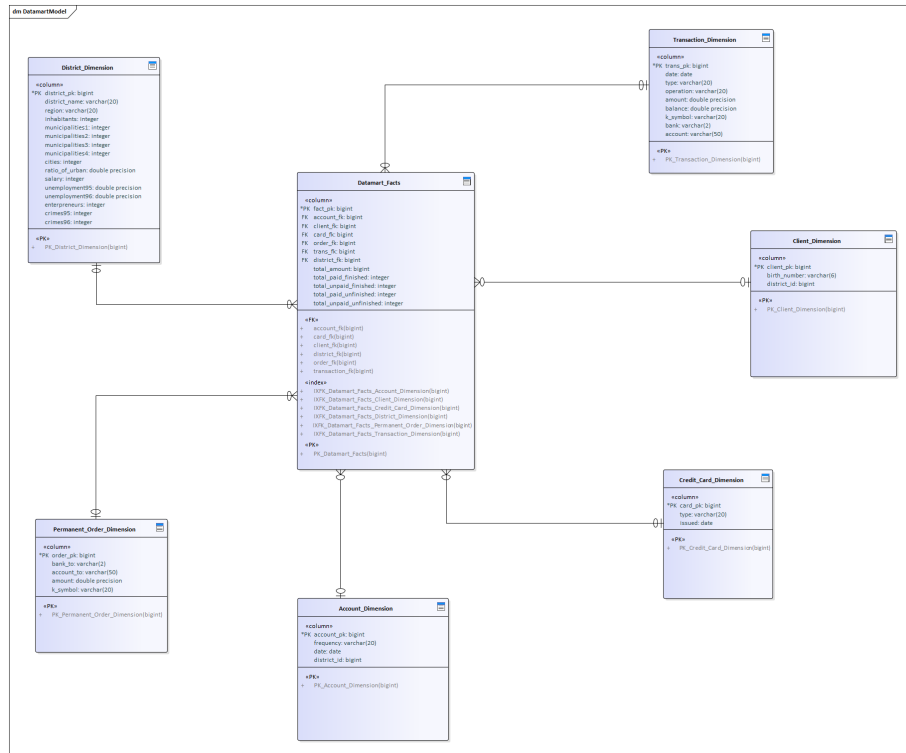 dm DatamartModel
District_Dimension
«column»
*PK district_pk: bigint
district_name: varchar(20)
region: varchar(20)
inhabitants: integer
municipalities1: integer
municipalities2: integer
municipalities3: integer
municipalities4: integer
cities: integer
ratio_of_urban: double precision
salary: integer
unemployment95: double precision
unemployment96: double precision
enterpreneurs: integer
crimes95: integer
crimes96: integer
«PK»
+ PK_District_Dimension(bigint)
Transaction_Dimension
«column»
*PK trans_pk: bigint
date: date
type: varchar(20)
operation: varchar(20)
amount: double precision
balance: double precision
k_symbol: varchar(20)
bank: varchar(2)
account: varchar(50)
«PK»
+ PK_Transaction_Dimension(bigint)
Datamart_Facts
«column»
*PK fact_pk: bigint
FK account_fk: bigint
FK client_fk: bigint
FK card_fk: bigint
FK order_fk: bigint
FK trans_fk: bigint
FK district_fk: bigint
total_amount: bigint
total_paid_finished: integer
total_unpaid_finished: integer
total_paid_unfinished: integer
total_unpaid_unfinished: integer
«FK»
+ account_fk(bigint)
+ card_fk(bigint)
+ client_fk(bigint)
+ district_fk(bigint)
+ order_fk(bigint)
+ transaction_fk(bigint)
«index»
+ IXFK_Datamart_Facts_Account_Dimension(bigint)
+ IXFK_Datamart_Facts_Client_Dimension(bigint)
+ IXFK_Datamart_Facts_Credit_Card_Dimension(bigint)
+ IXFK_Datamart_Facts_District_Dimension(bigint)
+ IXFK_Datamart_Facts_Permanent_Order_Dimension(bigint)
+ IXFK_Datamart_Facts_Transaction_Dimension(bigint)
«PK»
+ PK_Datamart_Facts(bigint)
Client_Dimension
«column»
*PK client_pk: bigint
birth_number: varchar(6)
district_id: bigint
«PK»
+ PK_Client_Dimension(bigint)
Credit_Card_Dimension
«column»
*PK card_pk: bigint
type: varchar(20)
issued: date
«PK»
+ PK_Credit_Card_Dimension(bigint)
Permanent_Order_Dimension
«column»
*PK order_pk: bigint
bank_to: varchar(2)
account_to: varchar(50)
amount: double precision
k_symbol: varchar(20)
«PK»
+ PK_Permanent_Order_Dimension(bigint)
Account_Dimension
«column»
*PK account_pk: bigint
frequency: varchar(20)
date: date
district_id: bigint
«PK»
+ PK_Account_Dimension(bigint)